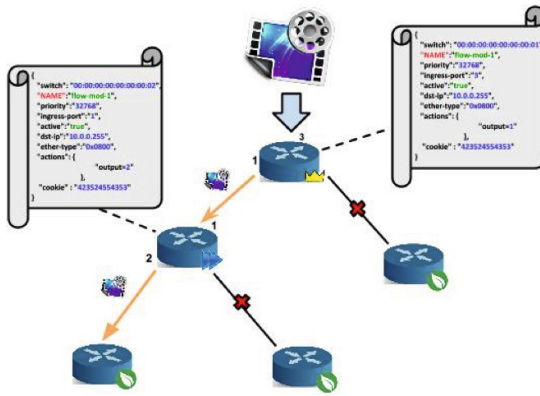 {
"switch": "00:00:00:00:00:00:00:02",
"NAME":"flow-mod-1",
"priority":"32768",
"ingress-port":"1",
"active":"true",
"dst-ip":"10.0.0.255",
"ether-type":"0x0800",
"actions": {
"output=2"
},
"cookie" : "423524554353"
}
{
"switch": "00:00:00:00:00:00:00:01"
"NAME":"flow-mod-1",
"priority":"32768",
"ingress-port":"3",
"active":"true",
"dst-ip":"10.0.0.255",
"ether-type":"0x0800",
"actions": {
"output=1"
},
"cookie" : "423524554353"
}
3
1
1
2